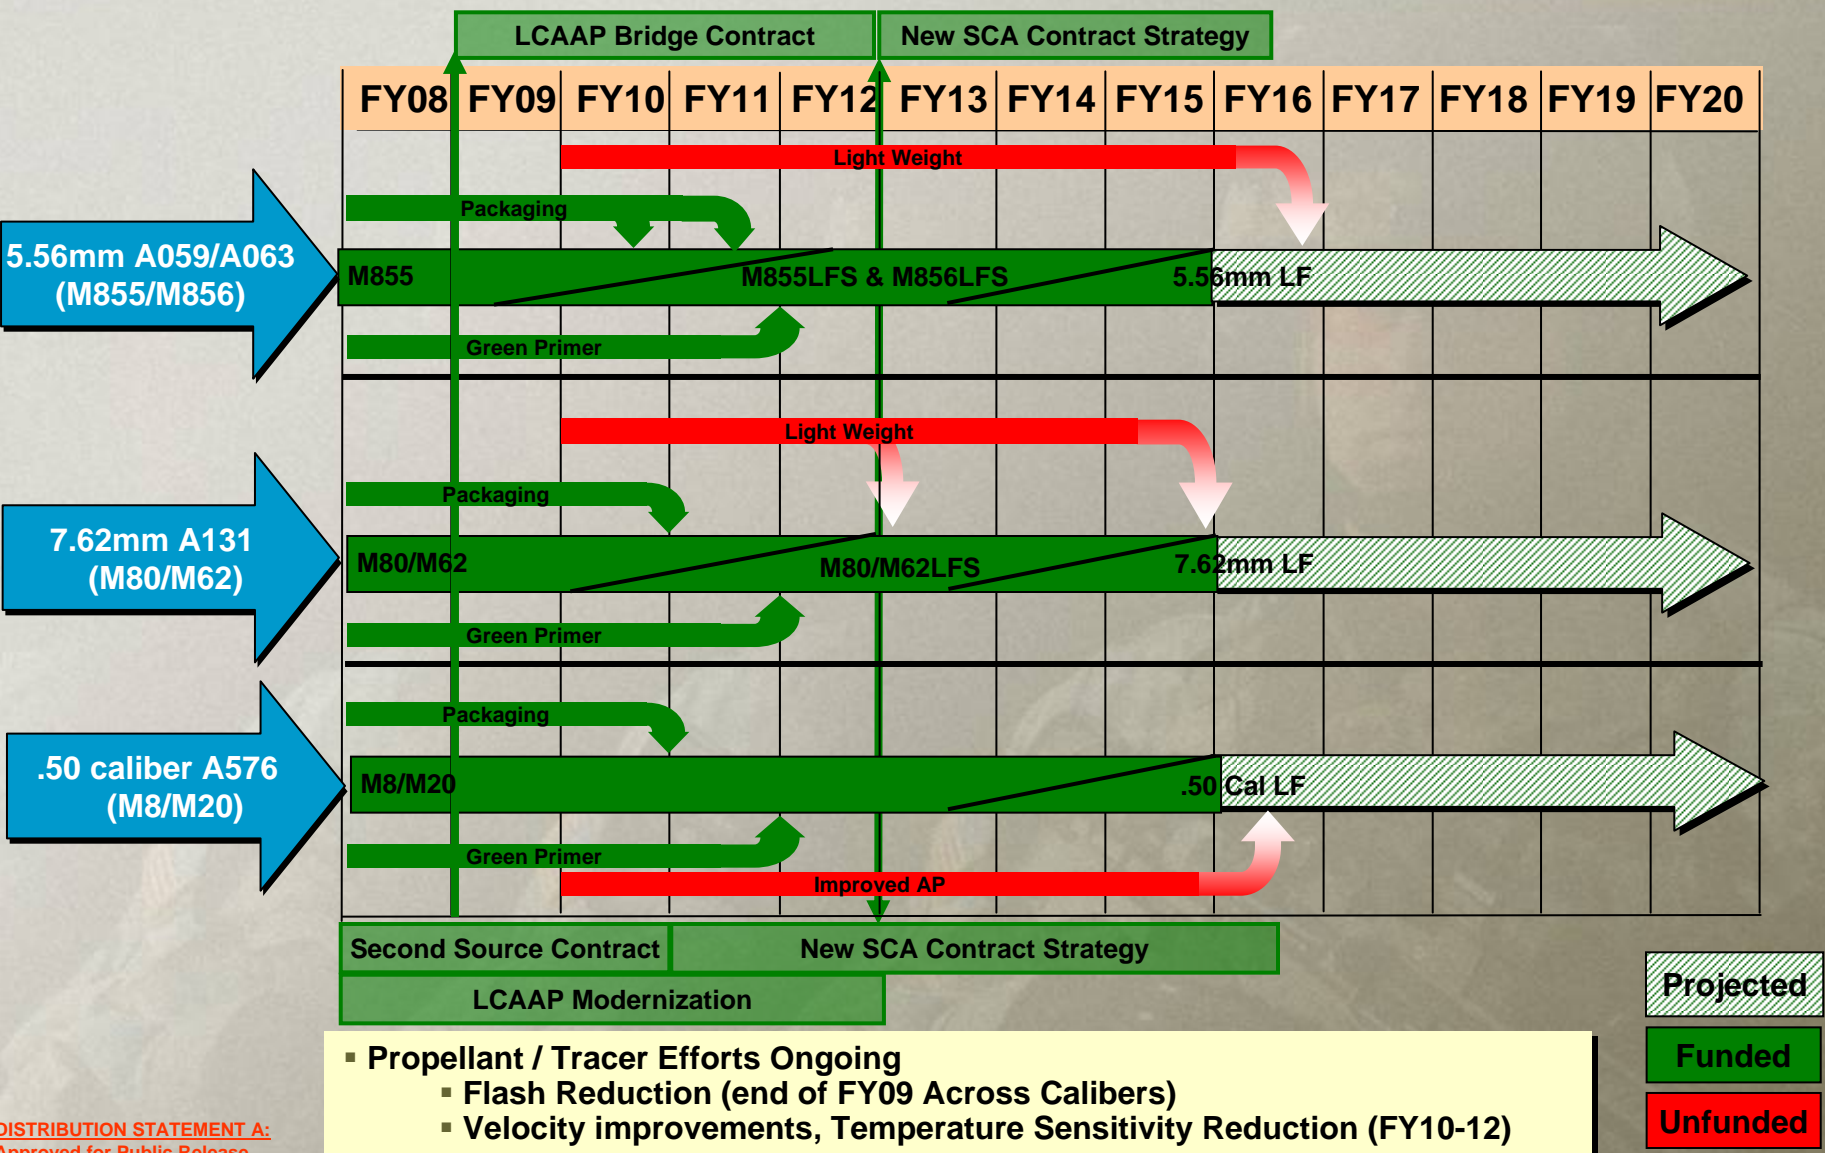 LCAAP Bridge Contract New SCA Contract Strategy
FY08 FY09 FY10 FY11 FY12 FY13 FY14 FY15 FY16 FY17 FY18 FY19 FY20
Light Weight
Packaging
5.56mm A059/A063
(M855/M856)
M855 M855LFS & M856LFS 5.56mm LF
Green Primer
Light Weight
Packaging
7.62mm A131
(M80/M62)
M80/M62 M80/M62LFS 7.62mm LF
Green Primer
Packaging
.50 caliber A576
(M8/M20)
M8/M20 .50 Cal LF
Green Primer
Improved AP
Second Source Contract New SCA Contract Strategy
LCAAP Modernization
Projected
Funded
Unfunded
▪ Propellant / Tracer Efforts Ongoing
▪ Flash Reduction (end of FY09 Across Calibers)
▪ Velocity improvements, Temperature Sensitivity Reduction (FY10-12)
DISTRIBUTION STATEMENT A:
Approved for Public Release